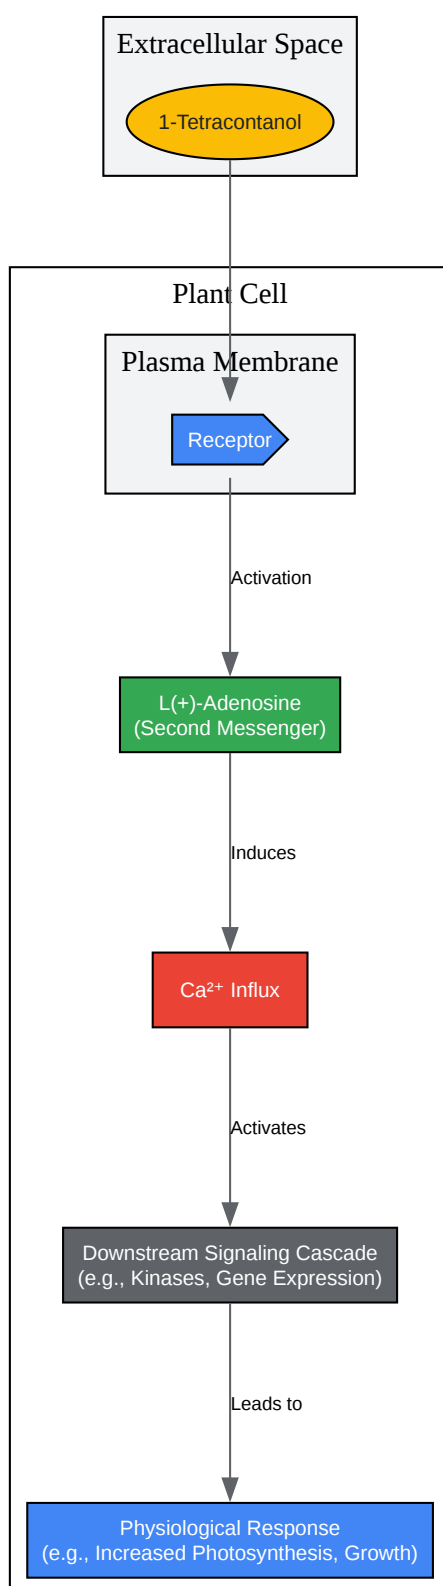 Extracellular Space
1-Tetracontanol
Plant Cell
Plasma Membrane
Receptor
Activation
L(+)-Adenosine
(Second Messenger)
Induces
Ca²⁺ Influx
Activates
Downstream Signaling Cascade
(e.g., Kinases, Gene Expression)
Leads to
Physiological Response
(e.g., Increased Photosynthesis, Growth)